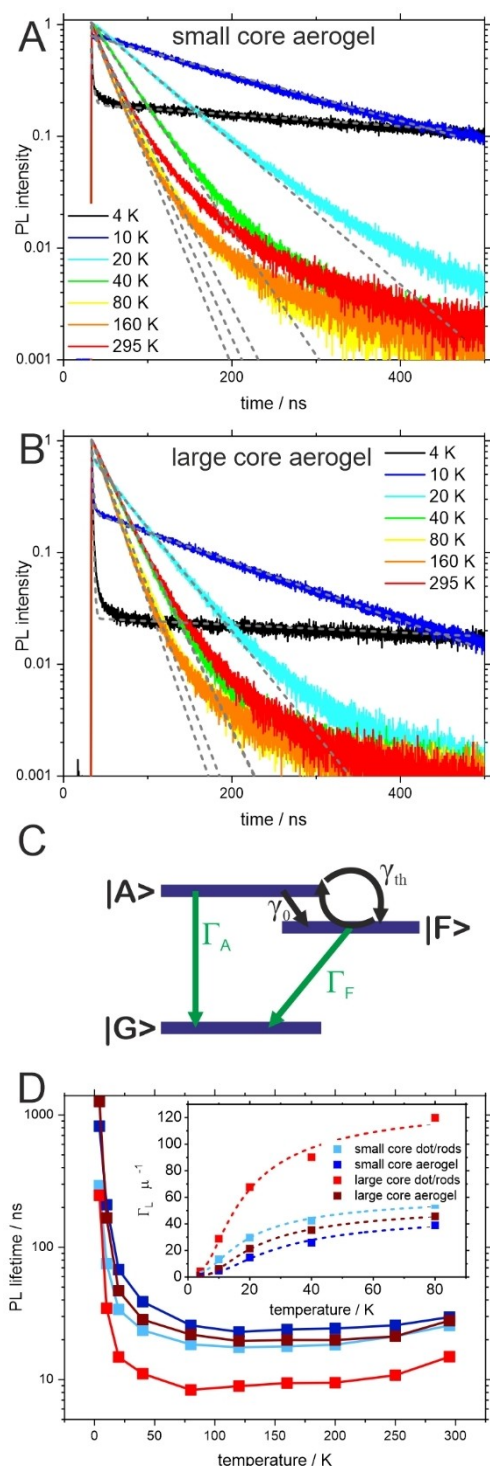 A
small core aerogel
1
0.1
0.01
0.001
PL intensity
4 K
10 K
20 K
40 K
80 K
160 K
295 K
0
200
400
time / ns
B
large core aerogel
1
0.1
0.01
0.001
PL intensity
4 K
10 K
20 K
40 K
80 K
160 K
295 K
0
200
400
time / ns
C
|A>
γ₀
γth
|F>
Γ_A
Γ_F
|G>
D
1000
100
10
PL lifetime / ns
120
100
80
60
40
20
0
Γ_L μ⁻¹
small core dot/rods
small core aerogel
large core dot/rods
large core aerogel
0
20
40
60
80
temperature / K
0
50
100
150
200
250
300
temperature / K